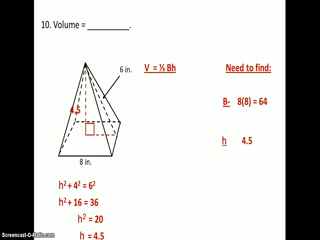 10. Volume = __________.
6 in.
V = ⅓ Bh
Need to find:
4.5
B- 8(8) = 64
h 4.5
8 in.
h² + 4² = 6²
h² + 16 = 36
h² = 20
h = 4.5
Screencast-O-Matic.com